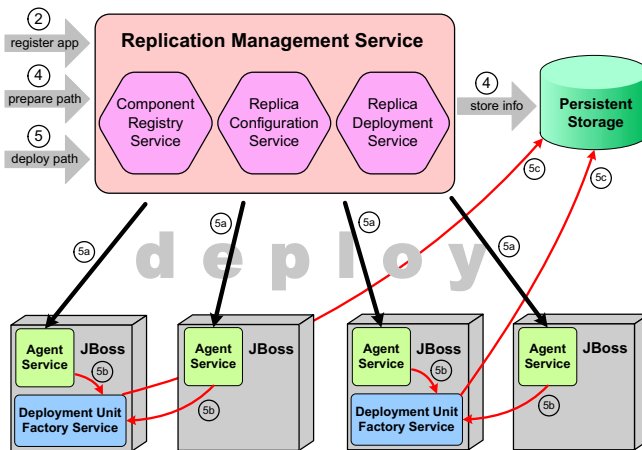 2
register app
4
prepare path
5
deploy path
Replication Management Service
Component
Registry
Service
Replica
Configuration
Service
Replica
Deployment
Service
4
store info
Persistent
Storage
5c
5c
5a
5a
5a
5a
deploy
Agent
Service
JBoss
5b
Deployment Unit
Factory Service
Agent
Service
JBoss
5b
Agent
Service
JBoss
5b
Deployment Unit
Factory Service
Agent
Service
JBoss
5b